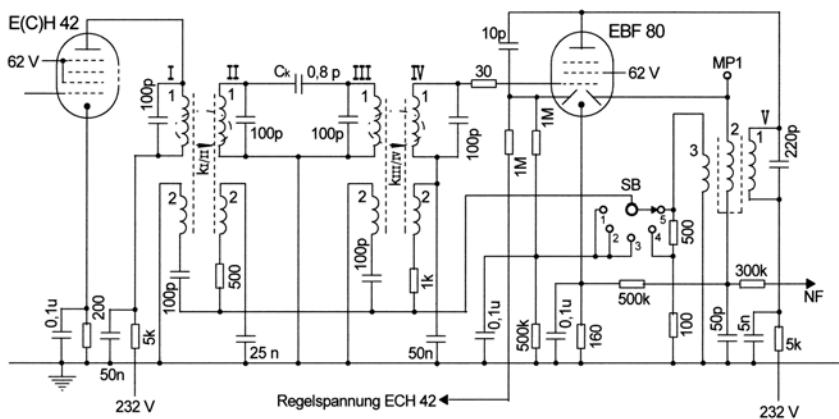 E(C)H 42
EBF 80
62 V
I
II
Cₖ
0,8 p
III
IV
10p
30
62 V
MP1
V
100p
1
1
100p
100p
1
1
100p
kI/II
kIII/IV
1M
1M
3
2
1
220p
2
2
2
2
SB
1
2
3
4
5
500
100p
500
100p
1k
500k
300k
NF
0,1u
200
50n
5k
25 n
50n
0,1u
500k
0,1u
160
100
50p
5n
5k
232 V
Regelspannung ECH 42
232 V